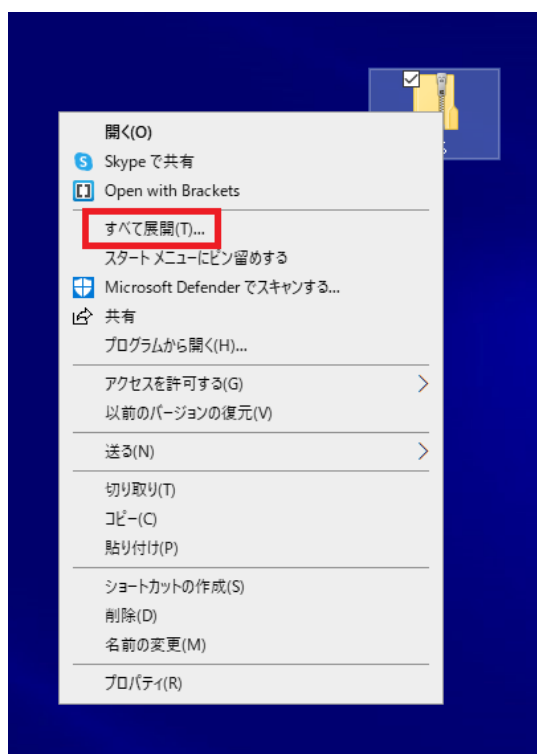 開く(O)
Skype で共有
Open with Brackets
すべて展開(T)...
スタート メニューにピン留めする
Microsoft Defender でスキャンする...
共有
プログラムから開く(H)...
アクセスを許可する(G)
以前のバージョンの復元(V)
送る(N)
切り取り(T)
コピー(C)
貼り付け(P)
ショートカットの作成(S)
削除(D)
名前の変更(M)
プロパティ(R)